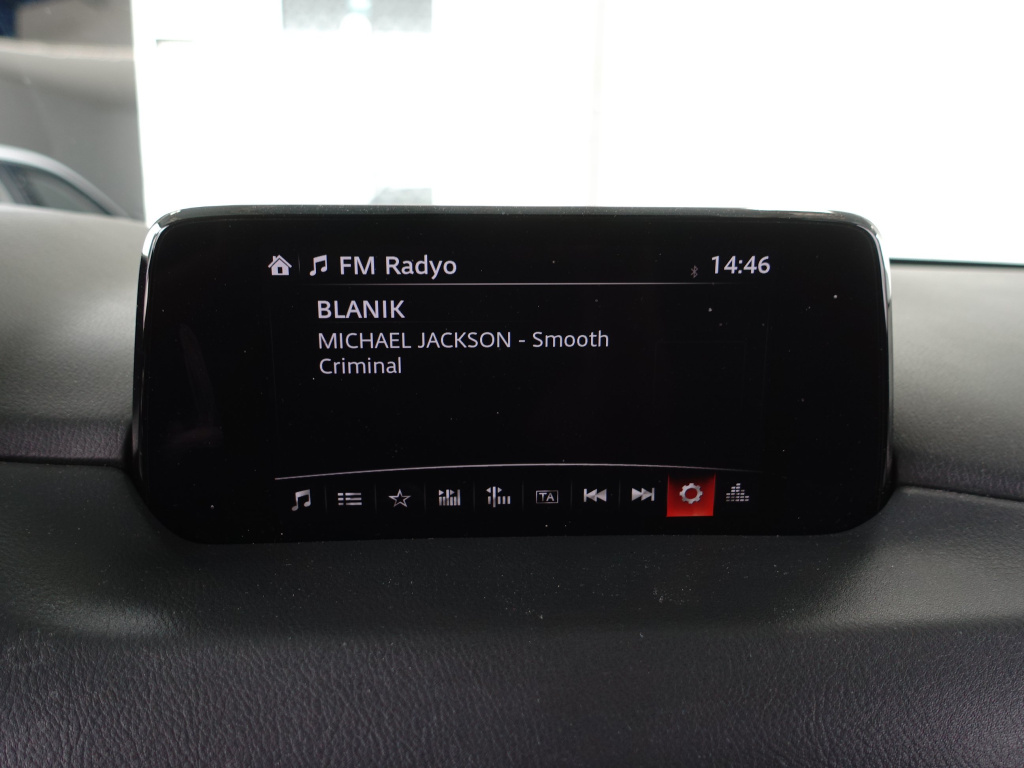 FM Radyo 14:46
BLANIK
MICHAEL JACKSON - Smooth
Criminal
TA